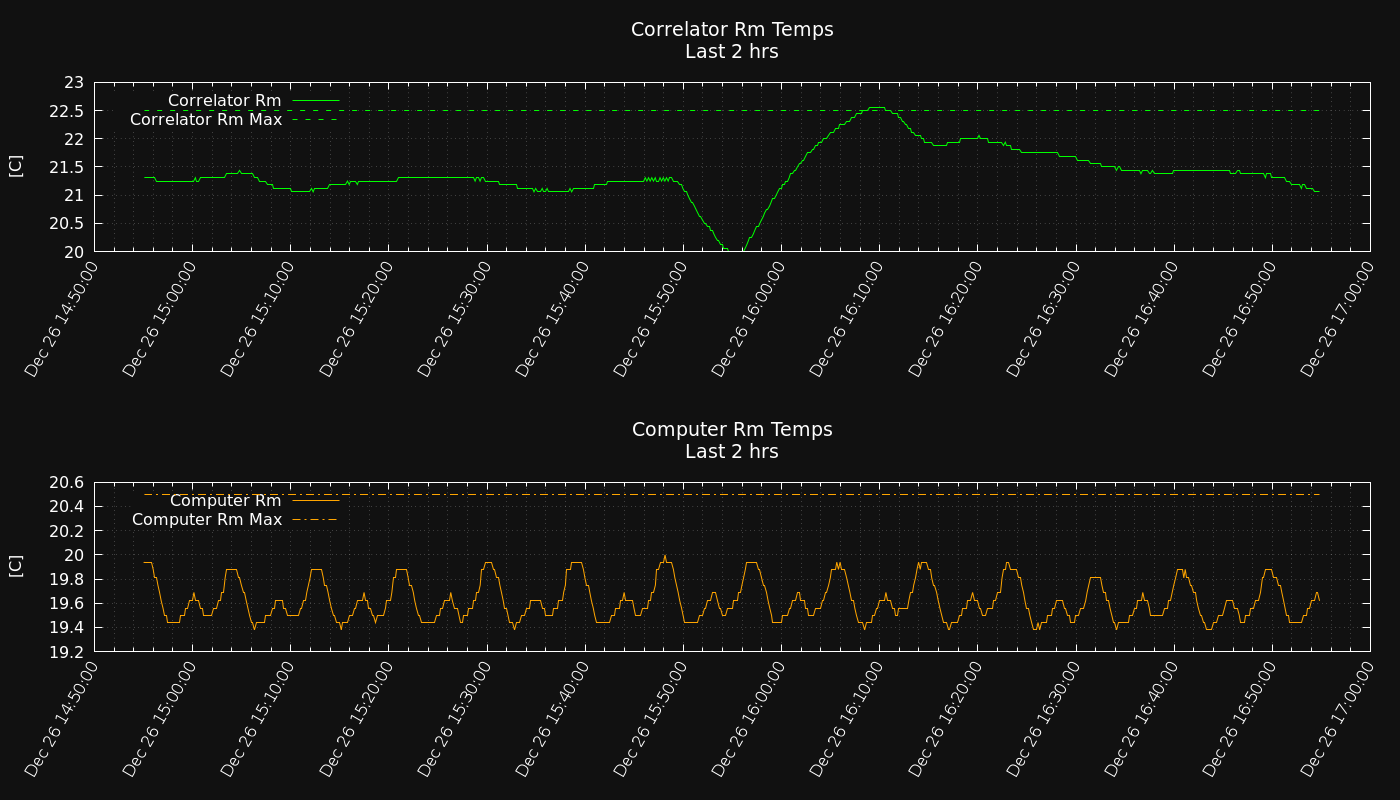 Correlator Rm Temps
Last 2 hrs
23
22.5
22
21.5
21
20.5
20
[C]
Correlator Rm
Correlator Rm Max
Dec 26 14:50:00
Dec 26 15:00:00
Dec 26 15:10:00
Dec 26 15:20:00
Dec 26 15:30:00
Dec 26 15:40:00
Dec 26 15:50:00
Dec 26 16:00:00
Dec 26 16:10:00
Dec 26 16:20:00
Dec 26 16:30:00
Dec 26 16:40:00
Dec 26 16:50:00
Dec 26 17:00:00
Computer Rm Temps
Last 2 hrs
20.6
20.4
20.2
20
19.8
19.6
19.4
19.2
[C]
Computer Rm
Computer Rm Max
Dec 26 14:50:00
Dec 26 15:00:00
Dec 26 15:10:00
Dec 26 15:20:00
Dec 26 15:30:00
Dec 26 15:40:00
Dec 26 15:50:00
Dec 26 16:00:00
Dec 26 16:10:00
Dec 26 16:20:00
Dec 26 16:30:00
Dec 26 16:40:00
Dec 26 16:50:00
Dec 26 17:00:00